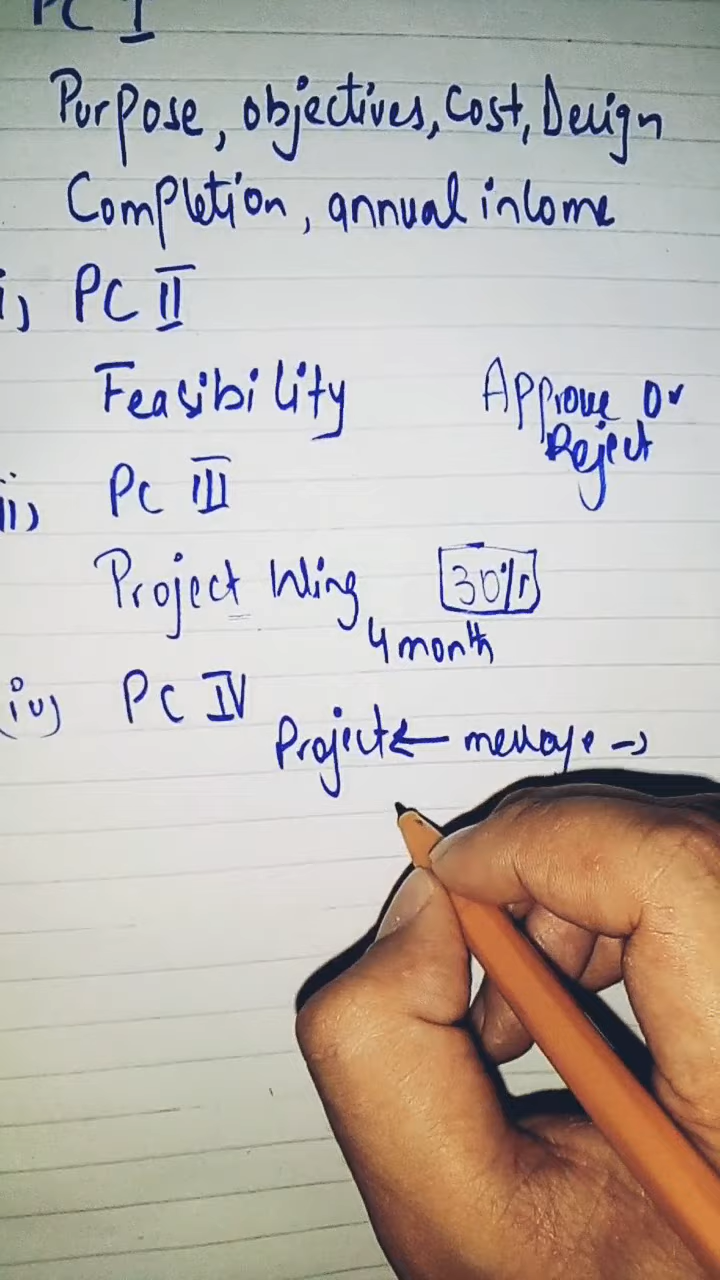 PC I
Purpose, objectives, Cost, Design
Completion, annual income
i) PC II
Feasibility
Approve or
Reject
ii) PC III
Project
30%
4 month
(iv) PC IV
Project ← →